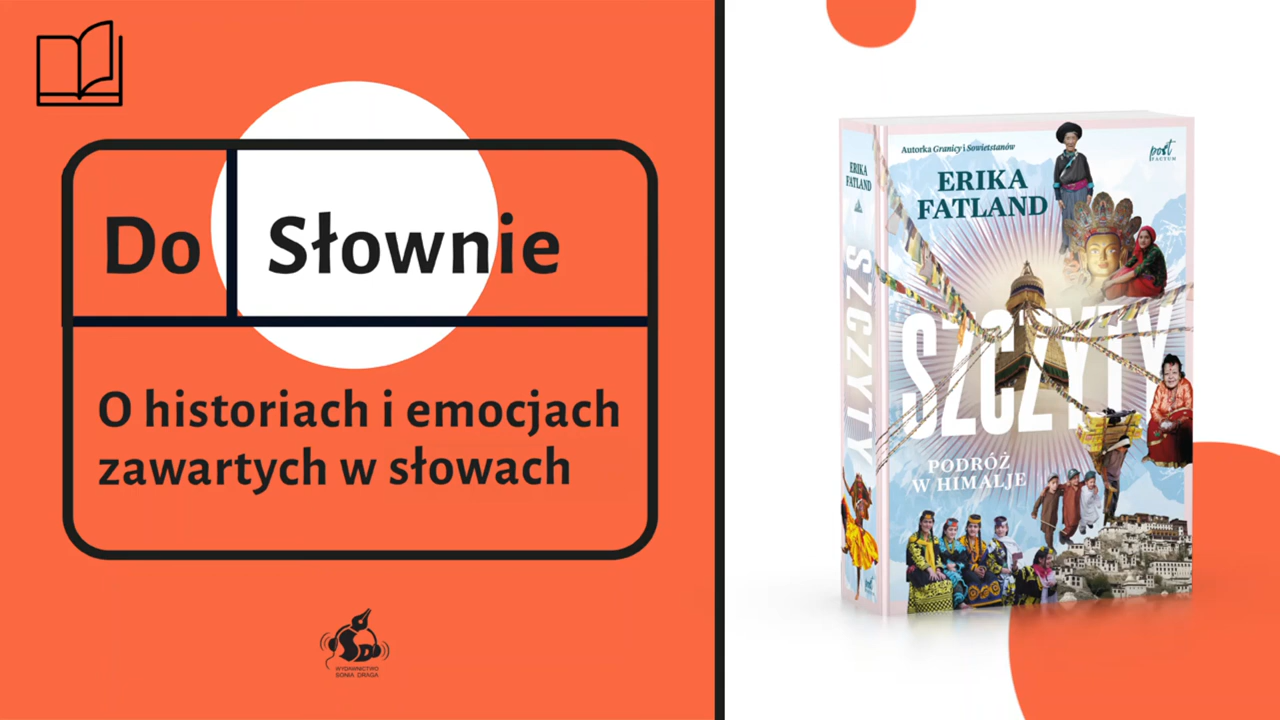 Do Słownie
O historiach i emocjach
zawartych w słowach
WYDAWNICTWO
SONIA DRAGA
Autorka Granicy i Sowietstanów
post
FACTUM
ERIKA
FATLAND
SZCZYTY
PODRÓŻ
W HIMALJE
ERIKA
FATLAND
SZCZYTY